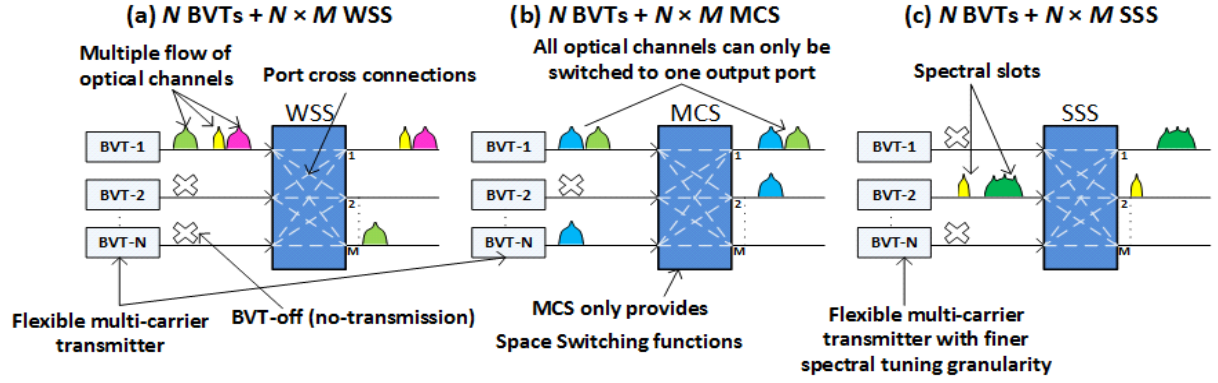 (a) N BVTs + N × M WSS
Multiple flow of
optical channels
Port cross connections
WSS
BVT-1
BVT-2
BVT-N
1
2
M
Flexible multi-carrier
transmitter
BVT-off (no-transmission)
(b) N BVTs + N × M MCS
All optical channels can only be
switched to one output port
MCS
BVT-1
BVT-2
BVT-N
1
2
M
MCS only provides
Space Switching functions
(c) N BVTs + N × M SSS
Spectral slots
SSS
BVT-1
BVT-2
BVT-N
1
2
M
Flexible multi-carrier
transmitter with finer
spectral tuning granularity